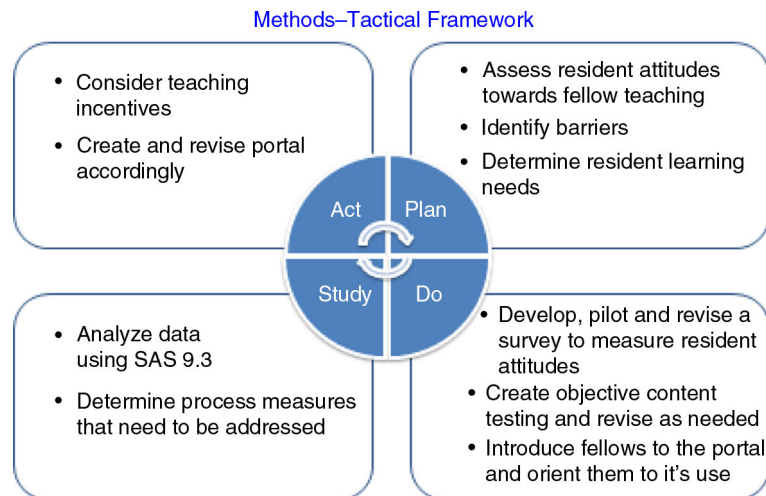 Methods–Tactical Framework
• Consider teaching
incentives
• Create and revise portal
accordingly
• Assess resident attitudes
towards fellow teaching
• Identify barriers
• Determine resident learning
needs
Act
Plan
Study
Do
• Analyze data
using SAS 9.3
• Determine process measures
that need to be addressed
• Develop, pilot and revise a
survey to measure resident
attitudes
• Create objective content
testing and revise as needed
• Introduce fellows to the portal
and orient them to it’s use